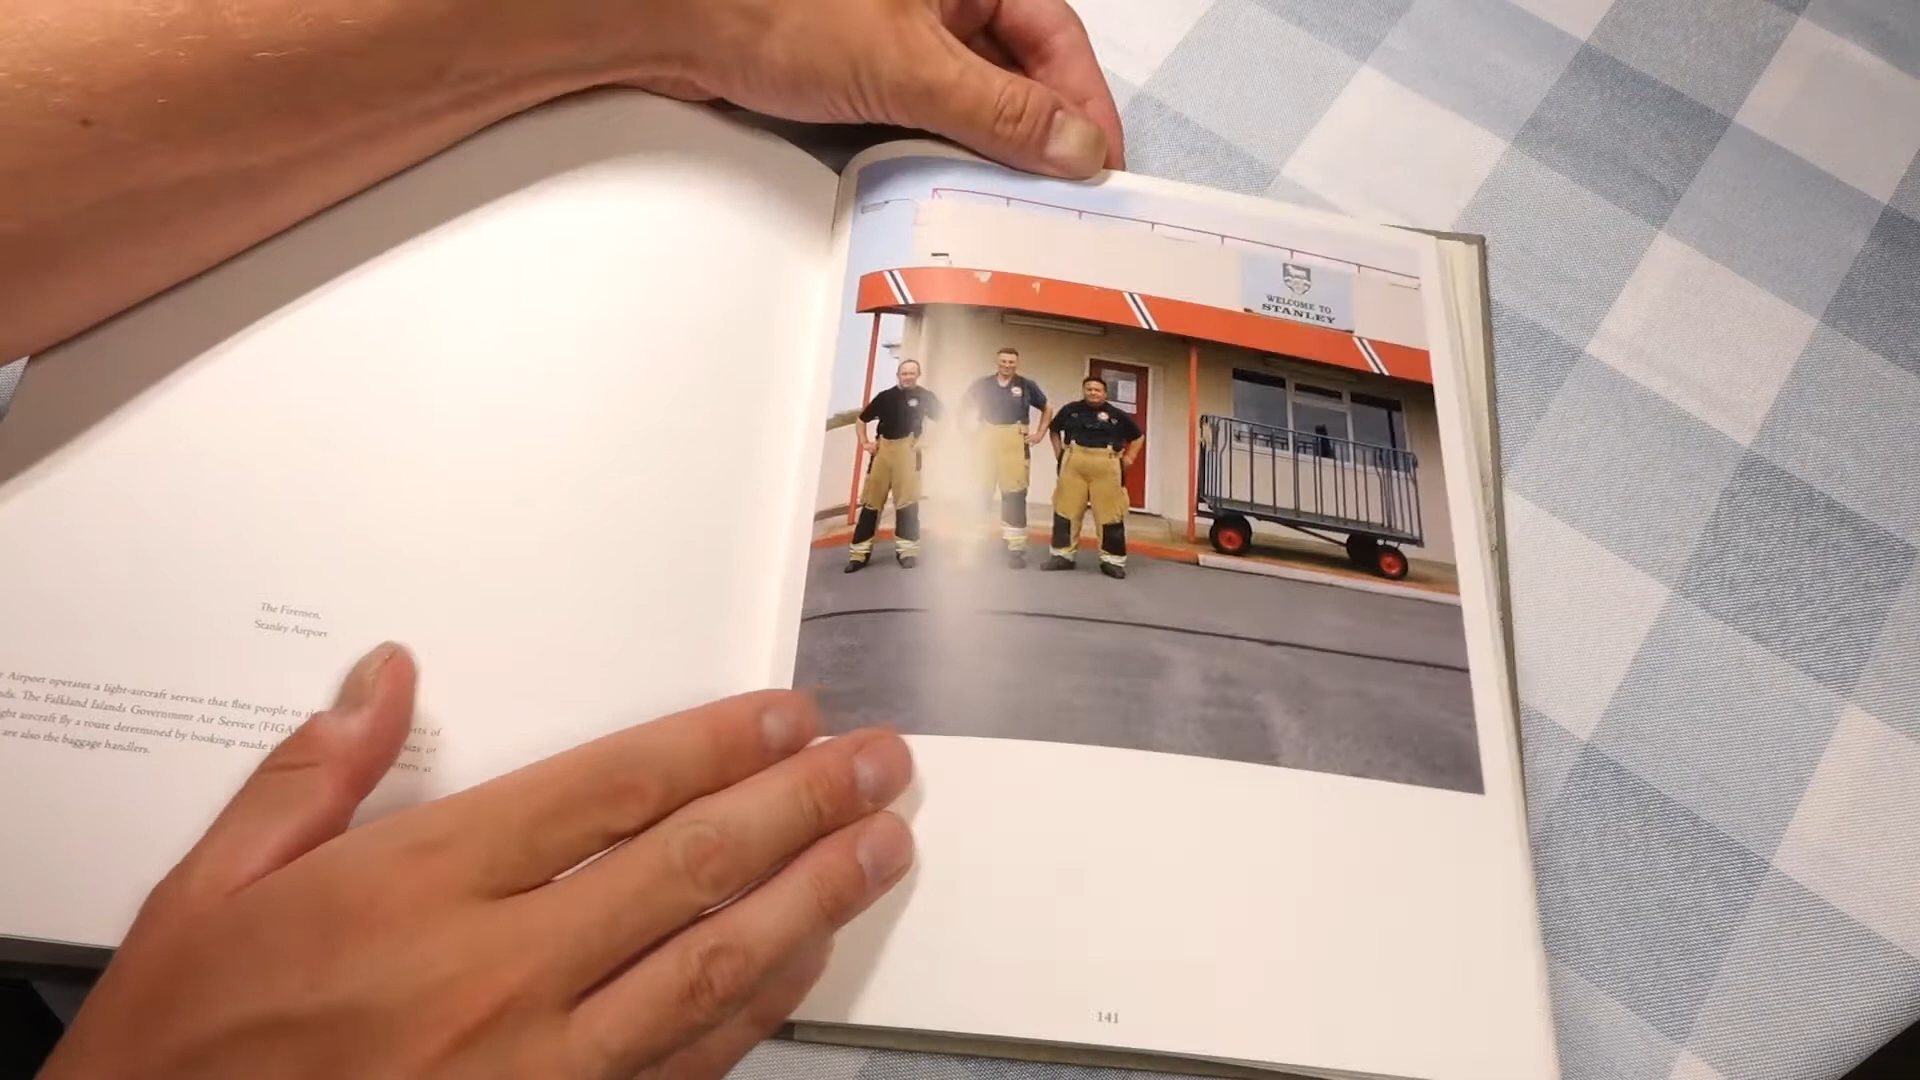 The Firemen,
Stanley Airport
Airport operates a light-aircraft service that flies people to
The Falkland Islands Government Air Service (FIGA
aircraft fly a route determined by bookings made
are also the baggage handlers.
WELCOME TO
STANLEY
141